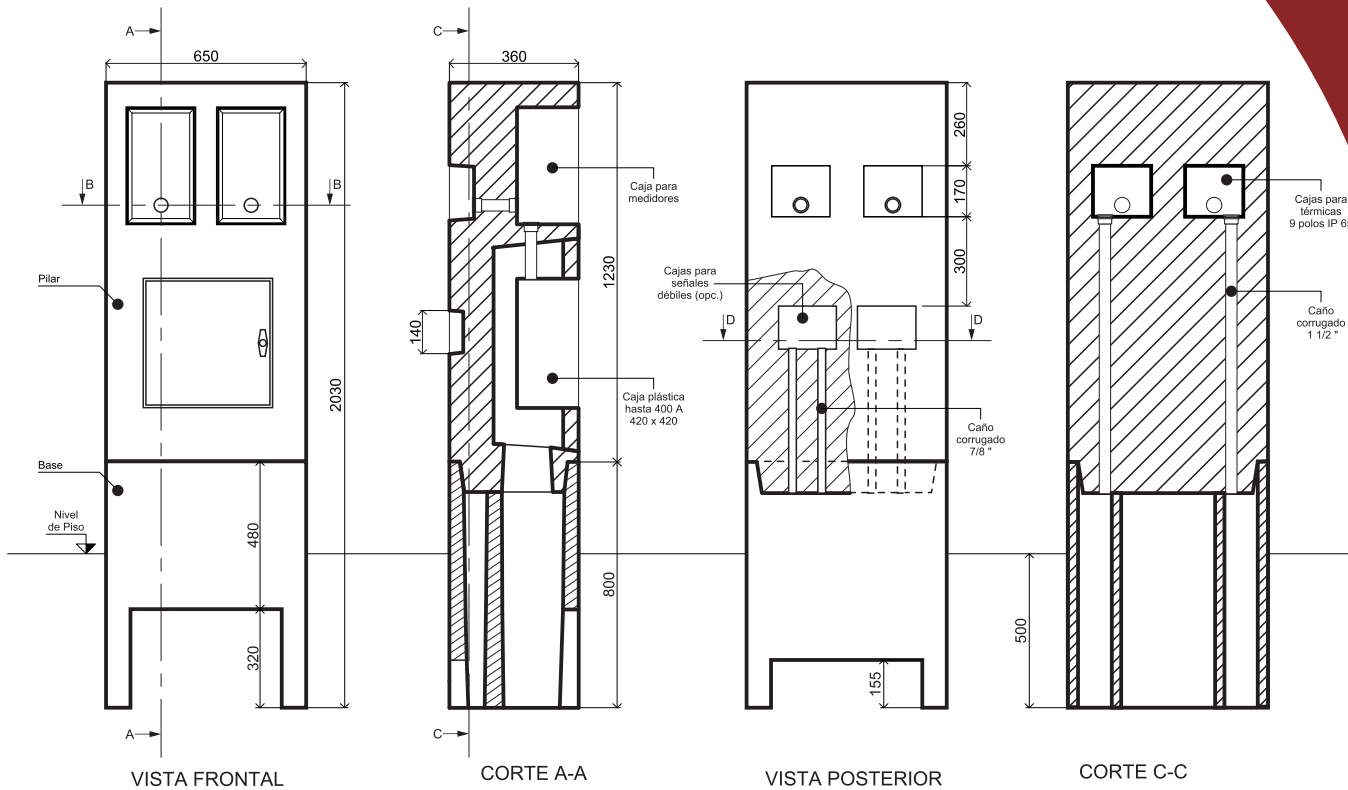 A
650
2030
B
B
Pilar
Base
Nivel
de Piso
480
320
A
VISTA FRONTAL
C
360
Caja para
medidores
1230
140
Caja plástica
hasta 400 A
420 x 420
800
C
CORTE A-A
260
170
300
Cajas para
señales
débiles (opc.)
D
D
Caño
corrugado
7/8 "
155
VISTA POSTERIOR
Cajas para
térmicas
9 polos IP
Caño
corrugado
1 1/2 "
500
CORTE C-C